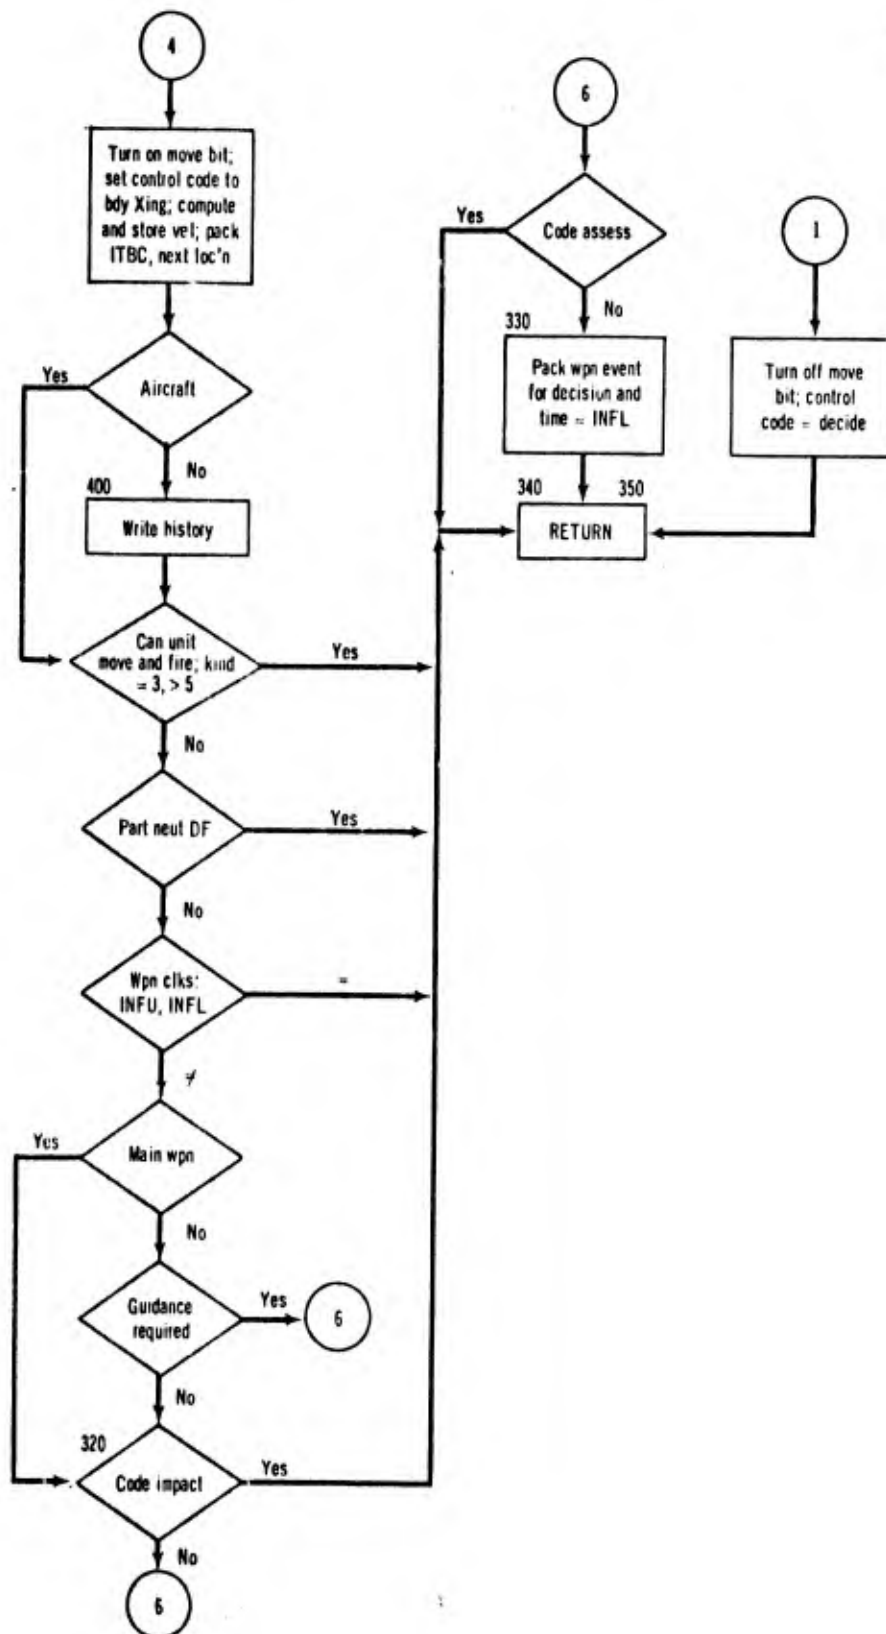 4
Turn on move bit;
set control code to
bdy Xing; compute
and store vel; pack
ITBC, next loc'n
Yes
Aircraft
No
400
Write history
Can unit
move and fire; kind
= 3, > 5
Yes
No
Part neut DF
Yes
No
Wpn clks:
INFU, INFL
=
≠
Yes
Main wpn
No
Guidance
required
Yes
6
No
320
Code impact
Yes
No
6
6
Yes
Code assess
No
330
Pack wpn event
for decision and
time = INFL
340
350
RETURN
1
Turn off move
bit; control
code = decide